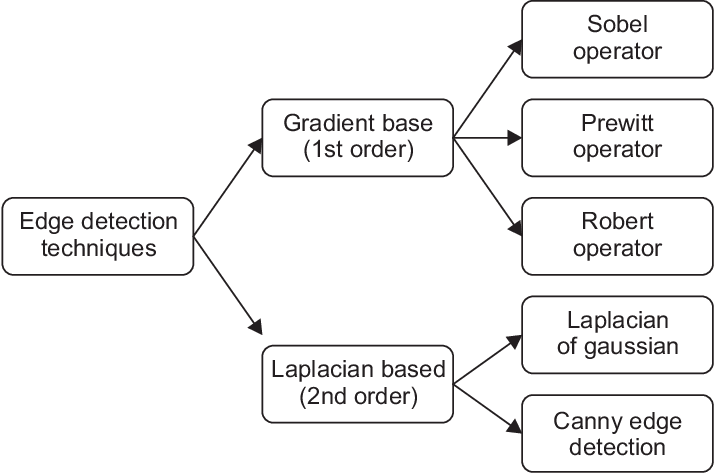 Edge detection
techniques
Gradient base
(1st order)
Laplacian based
(2nd order)
Sobel
operator
Prewitt
operator
Robert
operator
Laplacian
of gaussian
Canny edge
detection